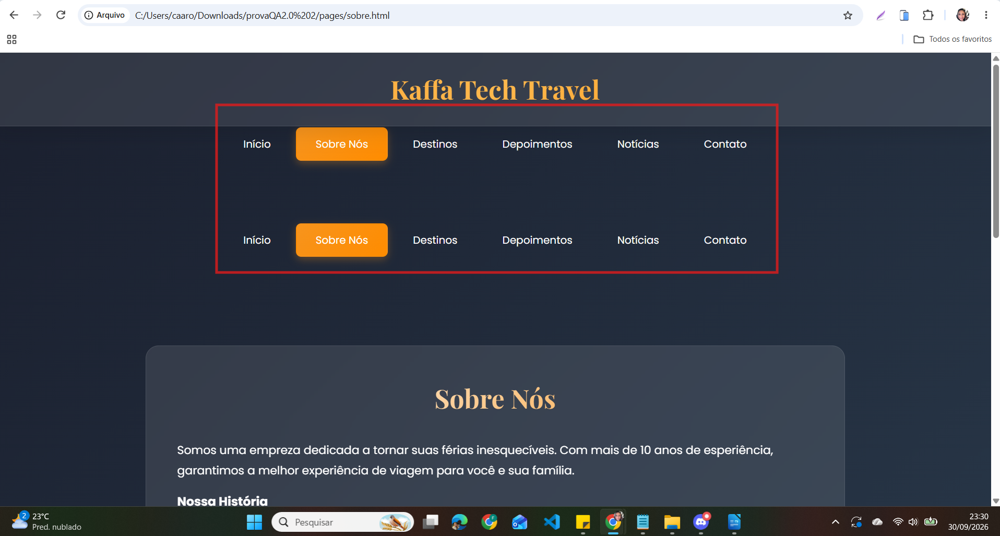 Arquivo C:/Users/caaro/Downloads/provaQA2.0%202/pages/sobre.html
Todos os favoritos
Kaffa Tech Travel
Início Sobre Nós Destinos Depoimentos Notícias Contato
Início Sobre Nós Destinos Depoimentos Notícias Contato
Sobre Nós
Somos uma empreza dedicada a tornar suas férias inesquecíveis. Com mais de 10 anos de esperiência,
garantimos a melhor experiência de viagem para você e sua família.
Nossa História
2 23°C
Pred. nublado
Pesquisar
F
23:30
30/09/2026